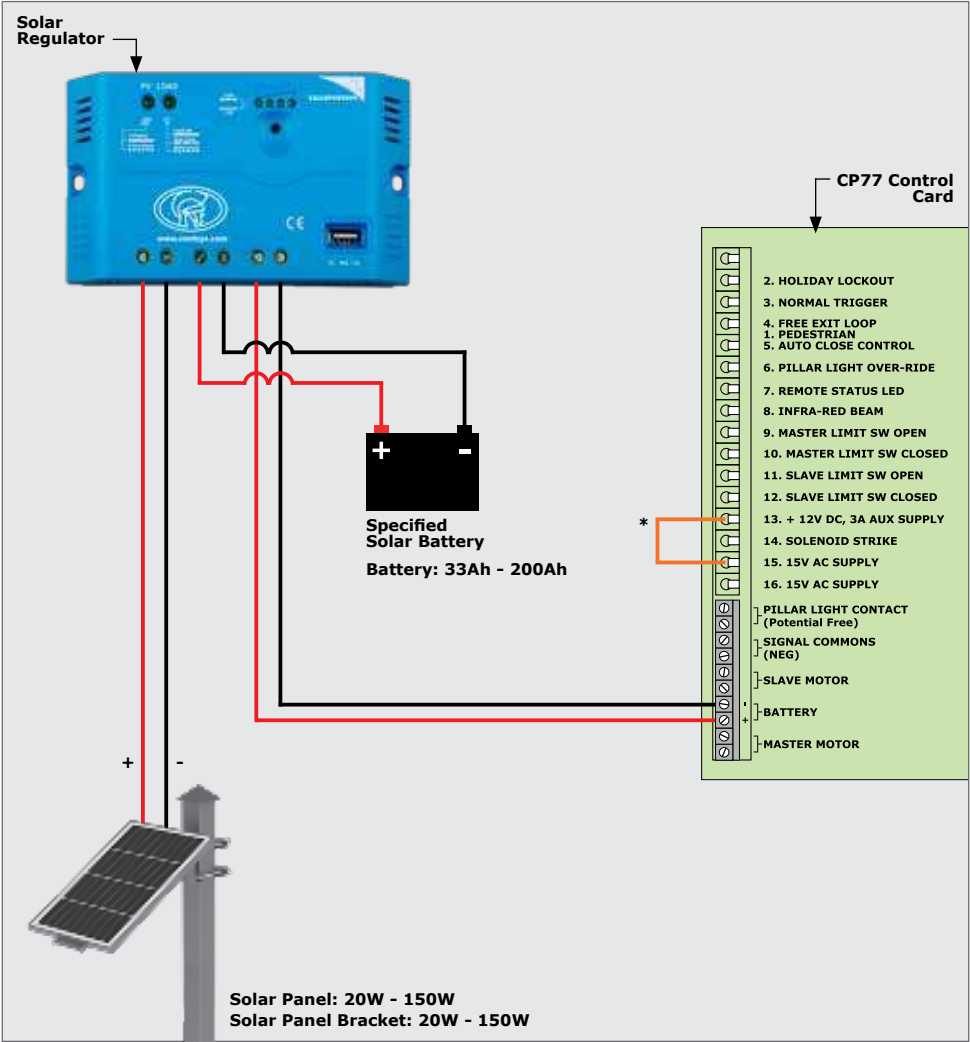 Solar
Regulator
PV LOAD
CE
www.centsys.com
CP77 Control
Card
2. HOLIDAY LOCKOUT
3. NORMAL TRIGGER
4. FREE EXIT LOOP
1. PEDESTRIAN
5. AUTO CLOSE CONTROL
6. PILLAR LIGHT OVER-RIDE
7. REMOTE STATUS LED
8. INFRA-RED BEAM
9. MASTER LIMIT SW OPEN
10. MASTER LIMIT SW CLOSED
11. SLAVE LIMIT SW OPEN
12. SLAVE LIMIT SW CLOSED
13. + 12V DC, 3A AUX SUPPLY
14. SOLENOID STRIKE
15. 15V AC SUPPLY
16. 15V AC SUPPLY
PILLAR LIGHT CONTACT
(Potential Free)
SIGNAL COMMONS
(NEG)
SLAVE MOTOR
-
BATTERY
+
MASTER MOTOR
*
+ -
Specified
Solar Battery
Battery: 33Ah - 200Ah
+ -
Solar Panel: 20W - 150W
Solar Panel Bracket: 20W - 150W